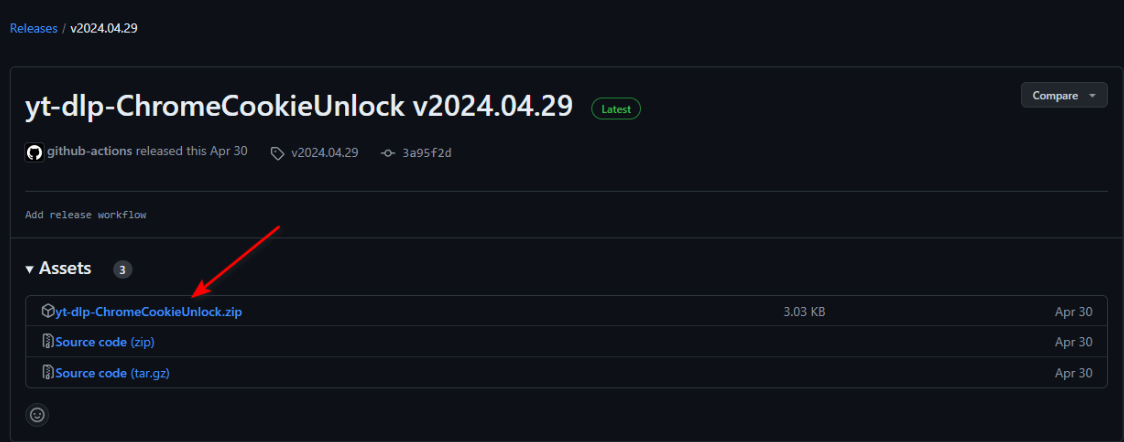 Releases / v2024.04.29
yt-dlp-ChromeCookieUnlock v2024.04.29 Latest
Compare
github-actions released this Apr 30 v2024.04.29 3a95f2d
Add release workflow
Assets 3
yt-dlp-ChromeCookieUnlock.zip 3.03 KB Apr 30
Source code (zip) Apr 30
Source code (tar.gz) Apr 30